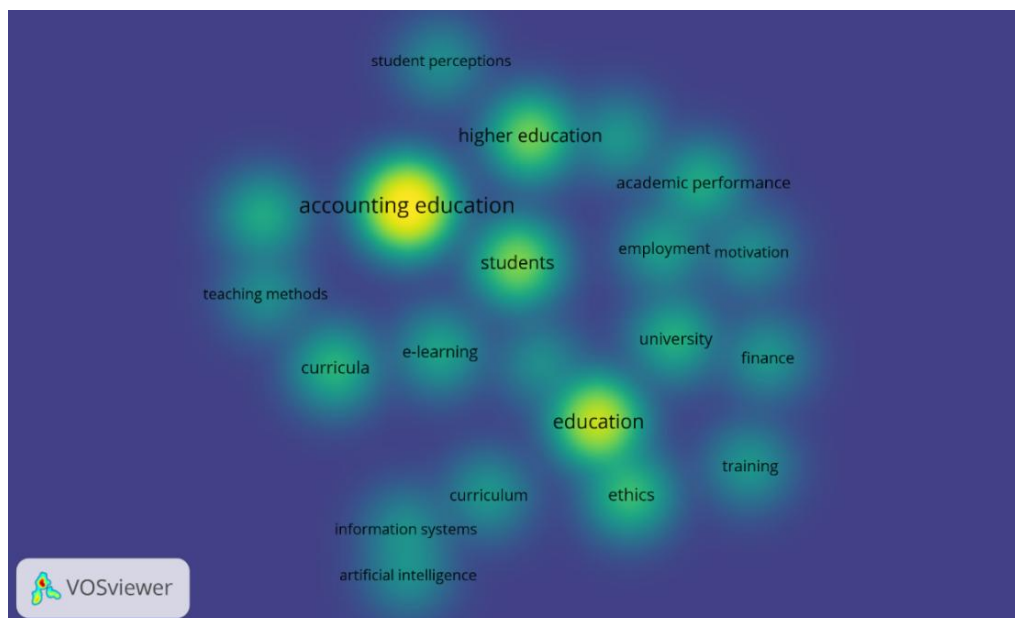 student perceptions
higher education
academic performance
accounting education
employment
motivation
students
teaching methods
university
e-learning
finance
curricula
education
training
curriculum
ethics
information systems
artificial intelligence
VOSviewer